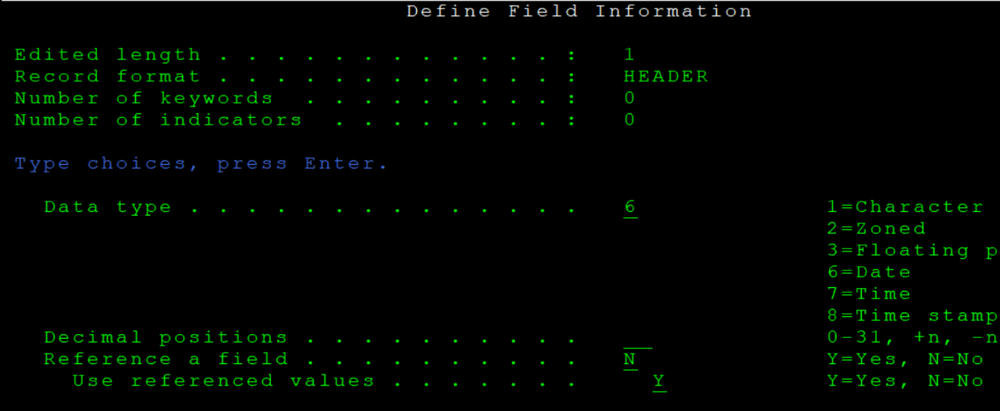 Define Field Information
Edited length . . . . . . . . . . . . . : 1
Record format . . . . . . . . . . . . . : HEADER
Number of keywords . . . . . . . . . . : 0
Number of indicators . . . . . . . . . : 0
Type choices, press Enter.
Data type . . . . . . . . . . . . . . 6 1=Character
2=Zoned
3=Floating p
6=Date
7=Time
8=Time stamp
Decimal positions . . . . . . . . . . __ 0-31, +n, -n
Reference a field . . . . . . . . . . N Y=Yes, N=No
Use referenced values . . . . . . . Y Y=Yes, N=No